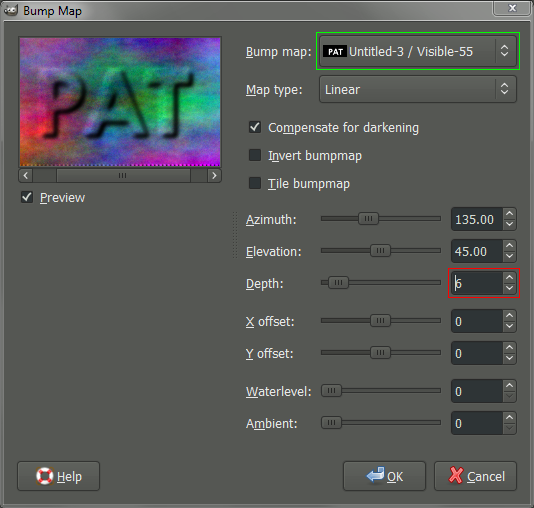 Bump Map
PAT
Preview
Bump map: PAT Untitled-3 / Visible-55
Map type: Linear
Compensate for darkening
Invert bumpmap
Tile bumpmap
Azimuth: 135.00
Elevation: 45.00
Depth: 6
X offset: 0
Y offset: 0
Waterlevel: 0
Ambient: 0
Help OK Cancel